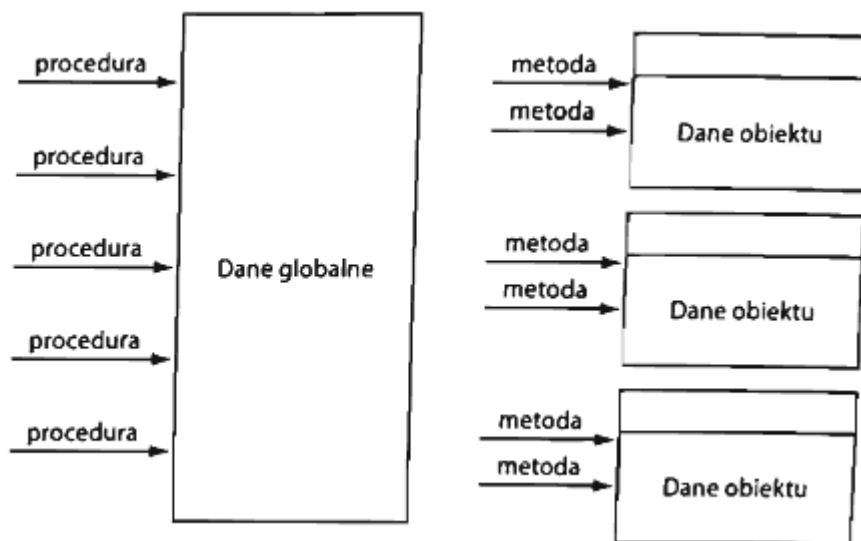 procedura
procedura
procedura
procedura
procedura
Dane globalne
metoda
metoda
Dane obiektu
metoda
metoda
Dane obiektu
metoda
metoda
Dane obiektu